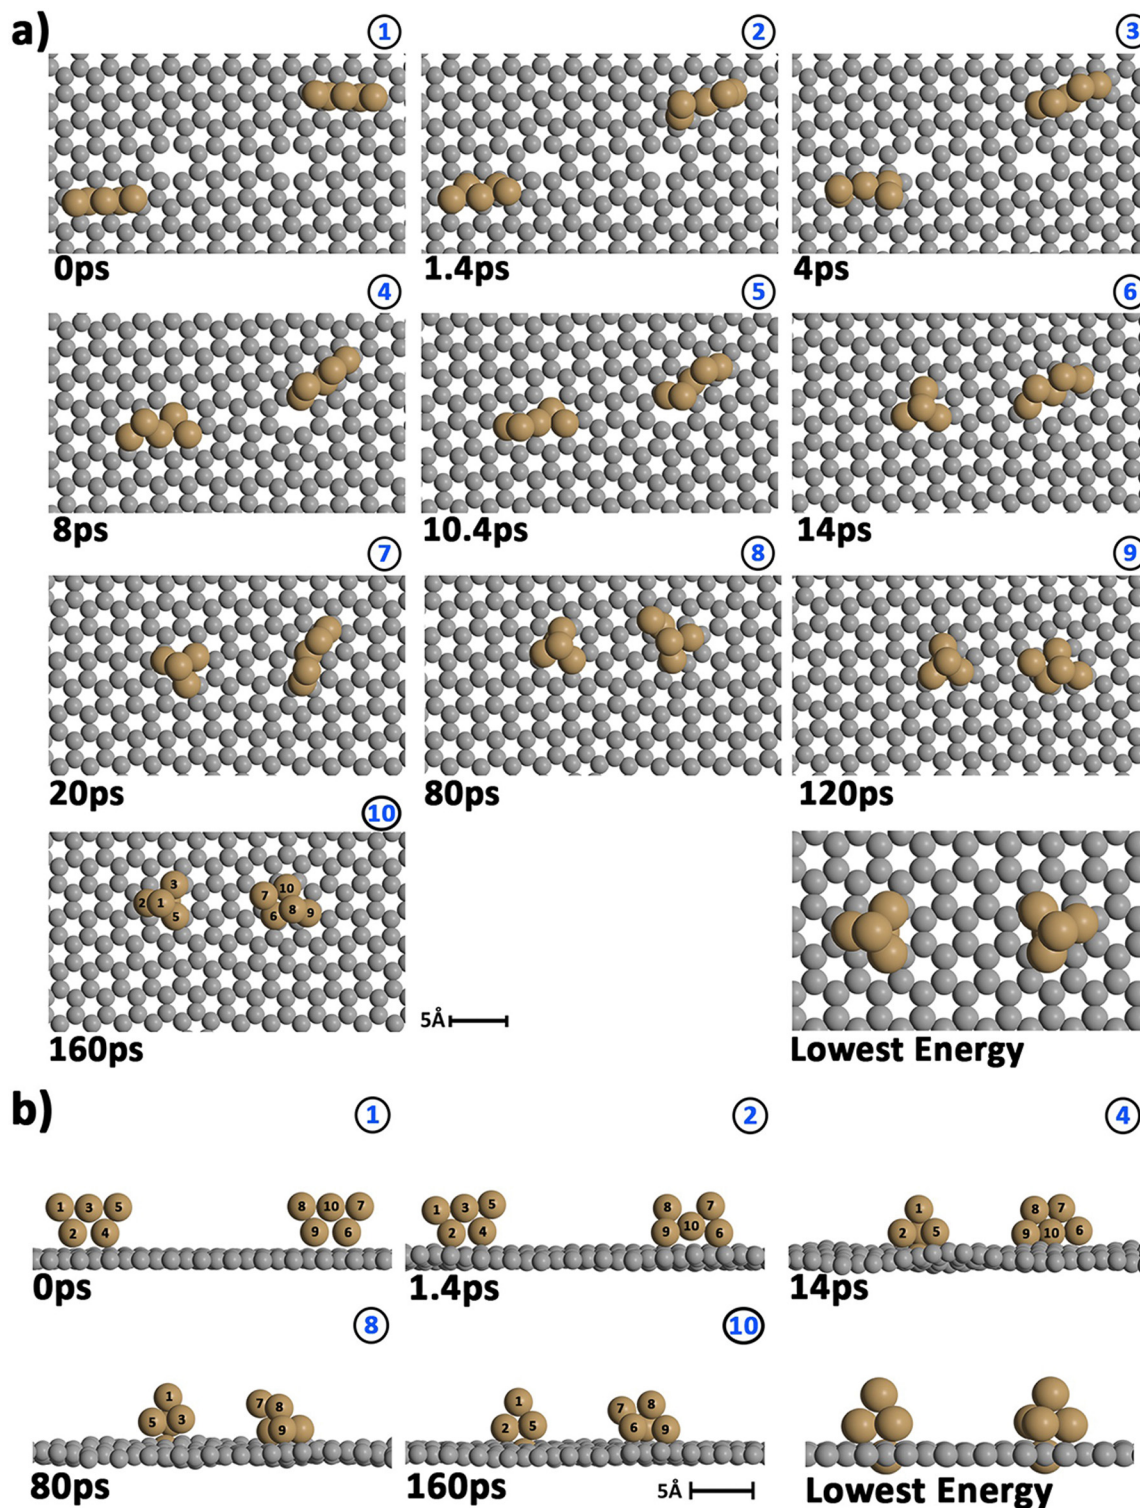 a)
1 2 3
0ps 1.4ps 4ps
4 5 6
8ps 10.4ps 14ps
7 8 9
20ps 80ps 120ps
10
3
2 1 5
7 10
6 8 9
5Å
160ps Lowest Energy
b)
1 2 4
1 3 5 8 10 7
2 4 9 6
0ps
1 3 5 8 7
2 4 9 10 6
1.4ps
1 8 7
2 5 9 10 6
14ps
8 10
1 7 8
5 3 9
80ps
1 7 8
2 5 6 9
160ps 5Å
Lowest Energy